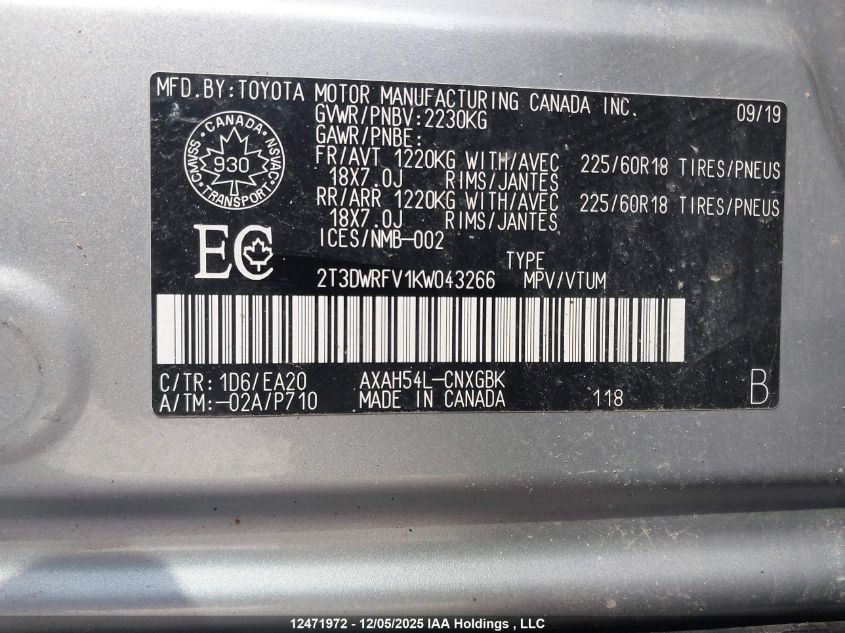 MFD.BY:TOYOTA MOTOR MANUFACTURING CANADA INC. 09/19
GVWR/PNBV:2230KG
GAWR/PNBE:
FR/AVT 1220KG WITH/AVEC 225/60R18 TIRES/PNEUS
18X7.0J RIMS/JANTES
RR/ARR 1220KG WITH/AVEC 225/60R18 TIRES/PNEUS
18X7.0J RIMS/JANTES
ICES/NMB-002
CANADA
CMVSS 930 NSVAC
TRANSPORT
EC
TYPE
2T3DWRFV1KW043266 MPV/VTUM
C/TR: 1D6/EA20 AXAH54L-CNXGBK
A/TM:-02A/P710 MADE IN CANADA 118 B
12471972 - 12/05/2025 IAA Holdings , LLC